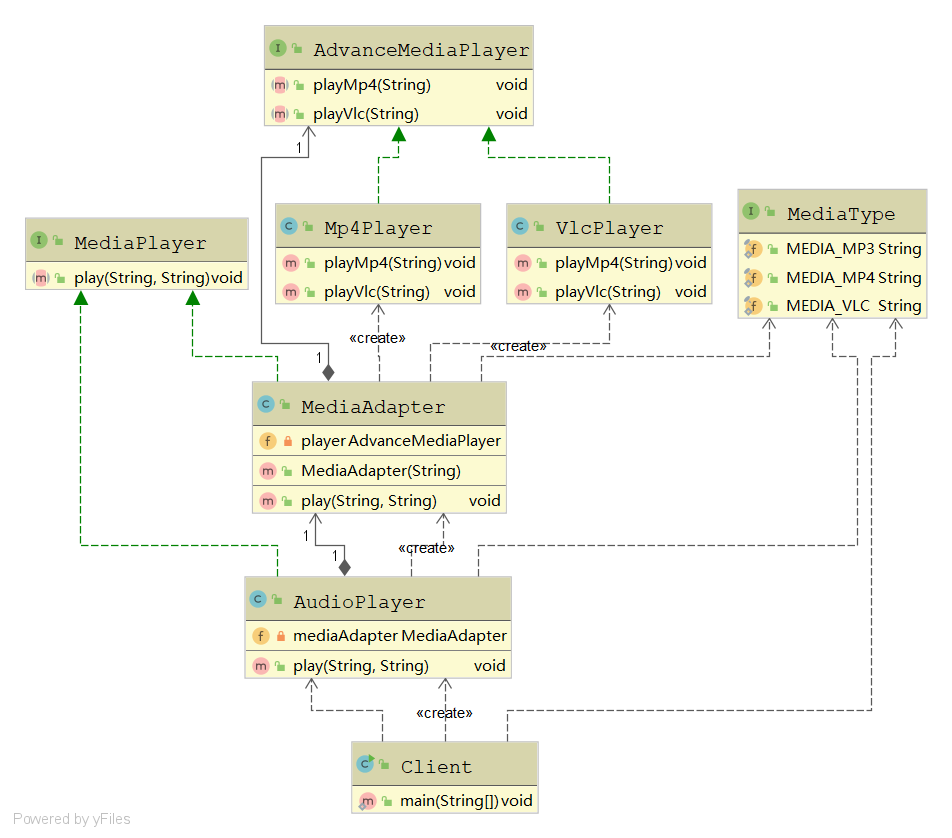 AdvanceMediaPlayer
playMp4(String) void
playVlc(String) void
1
MediaPlayer
play(String, String) void
Mp4Player
playMp4(String) void
playVlc(String) void
VlcPlayer
playMp4(String) void
playVlc(String) void
MediaType
MEDIA_MP3 String
MEDIA_MP4 String
MEDIA_VLC String
«create»
«create»
1
MediaAdapter
player AdvanceMediaPlayer
MediaAdapter(String)
play(String, String) void
1
«create»
1
AudioPlayer
mediaAdapter MediaAdapter
play(String, String) void
«create»
Client
main(String[]) void
Powered by yFiles